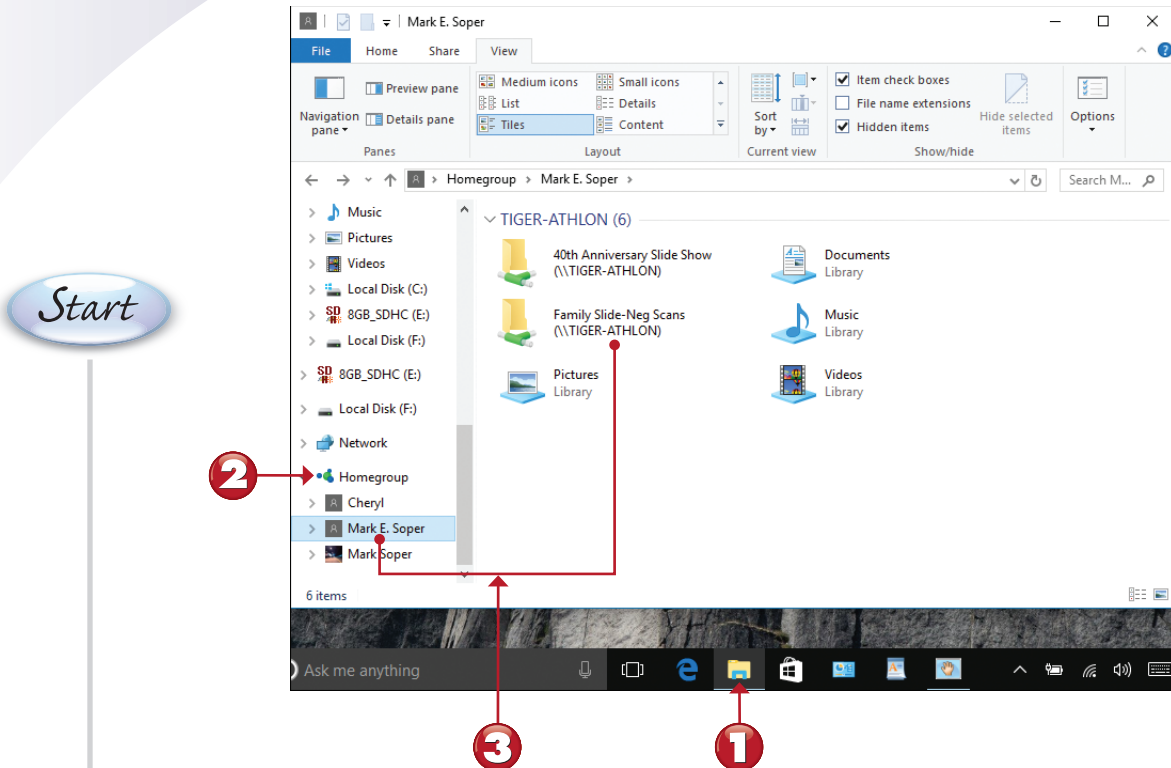 Mark E. Soper
File Home Share View
Preview pane
Details pane
Navigation pane
Panes
Medium icons Small icons
List Details
Tiles Content
Layout
Sort by
Current view
Item check boxes
File name extensions
Hidden items
Hide selected items
Show/hide
Options
Homegroup Mark E. Soper
Search M...
Music
Pictures
Videos
Local Disk (C:)
SD 8GB_SDHC (E:)
Local Disk (F:)
SD 8GB_SDHC (E:)
Local Disk (F:)
Network
Homegroup
Cheryl
Mark E. Soper
Mark Soper
TIGER-ATHLON (6)
40th Anniversary Slide Show
(\\TIGER-ATHLON)
Documents
Library
Family Slide-Neg Scans
(\\TIGER-ATHLON)
Music
Library
Pictures
Library
Videos
Library
6 items
Ask me anything
Start
2
3
1